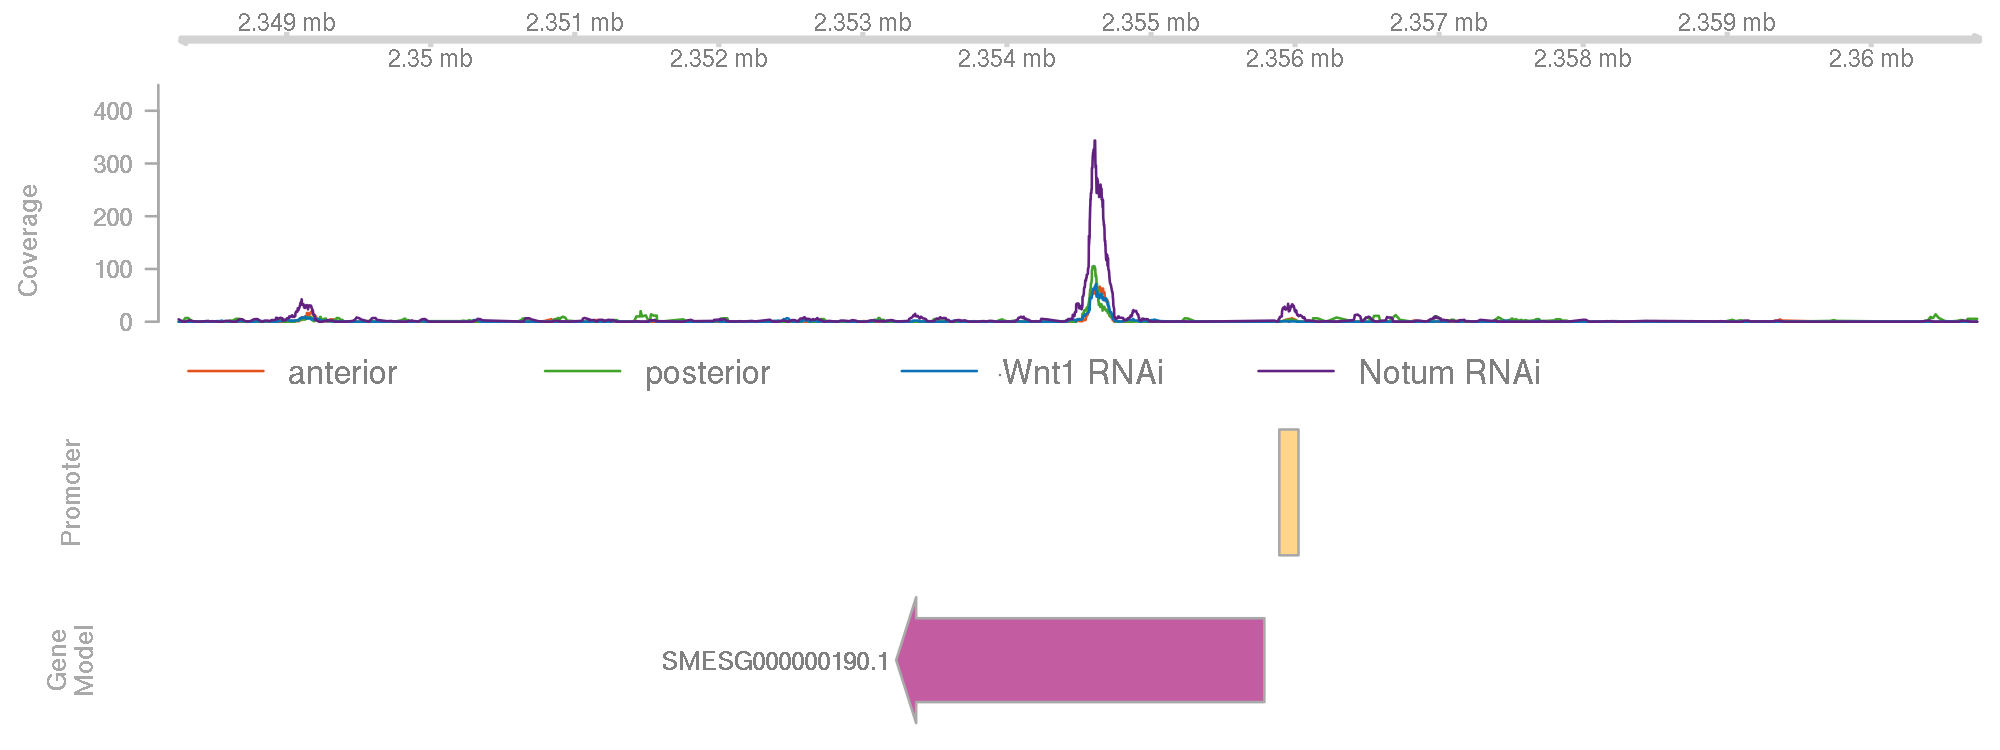 2.349 mb 2.351 mb 2.353 mb 2.355 mb 2.357 mb 2.359 mb
2.35 mb 2.352 mb 2.354 mb 2.356 mb 2.358 mb 2.36 mb
Coverage
400
300
200
100
0
anterior posterior Wnt1 RNAi Notum RNAi
Promoter
Gene
Model
SMESG000000190.1